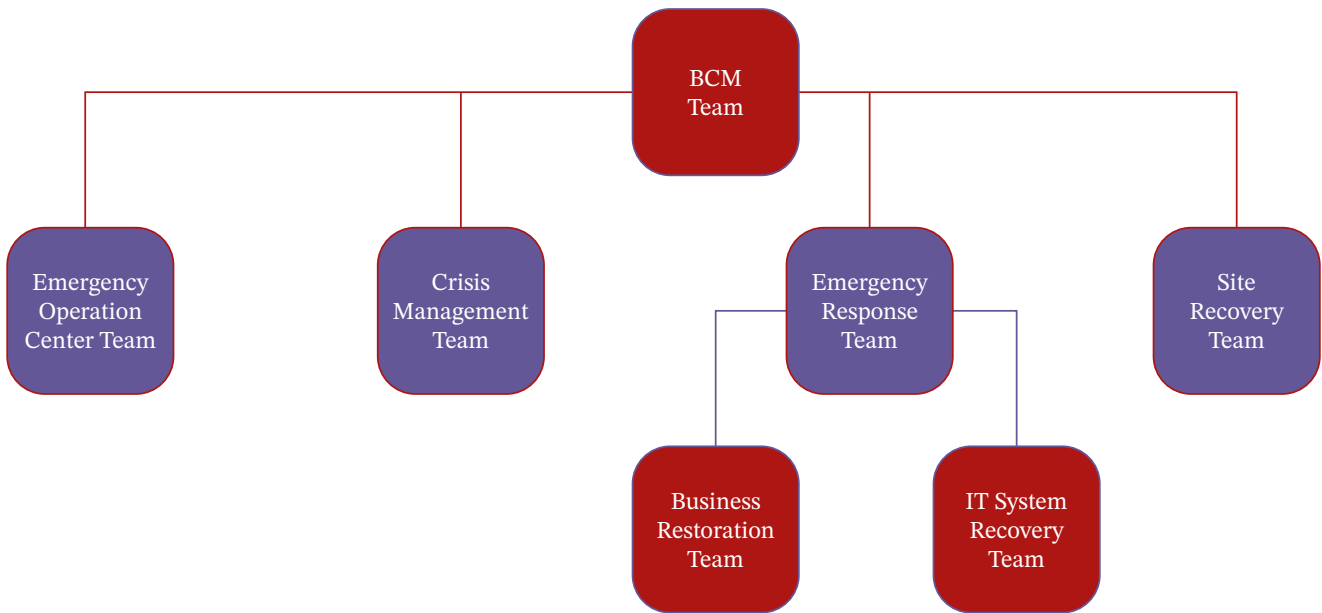 BCM
Team
Emergency
Operation
Center Team
Crisis
Management
Team
Emergency
Response
Team
Site
Recovery
Team
Business
Restoration
Team
IT System
Recovery
Team